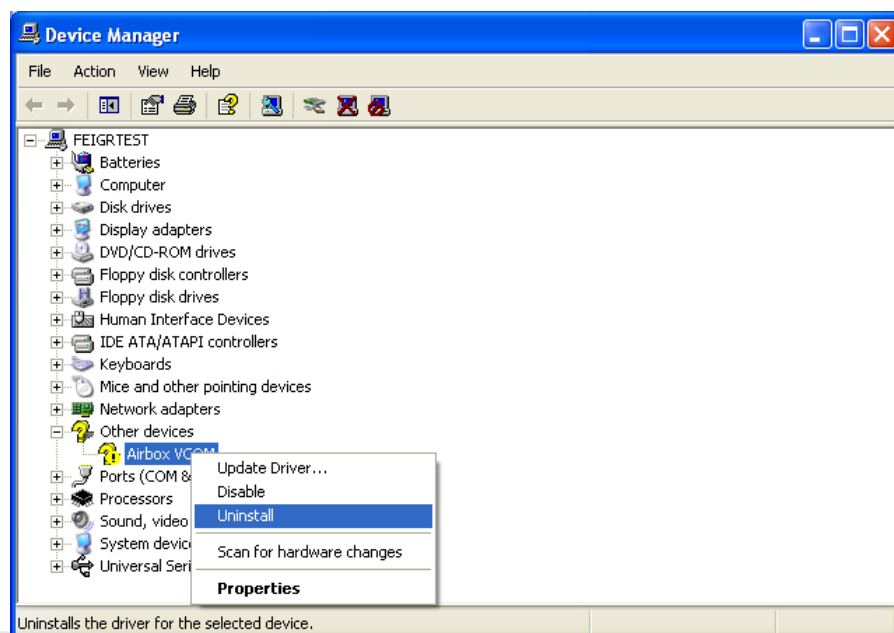 Device Manager
File Action View Help
FEIGRTEST
Batteries
Computer
Disk drives
Display adapters
DVD/CD-ROM drives
Floppy disk controllers
Floppy disk drives
Human Interface Devices
IDE ATA/ATAPI controllers
Keyboards
Mice and other pointing devices
Network adapters
Other devices
Airbox VCOM
Ports (COM &
Processors
Sound, video
System devic
Universal Seri
Update Driver...
Disable
Uninstall
Scan for hardware changes
Properties
Uninstalls the driver for the selected device.